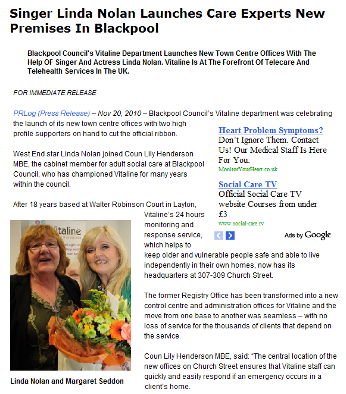 Singer Linda Nolan Launches Care Experts New
Premises In Blackpool
Blackpool Council's Vitaline Department Launches New Town Centre Offices With The
Help OF Singer And Actress Linda Nolan. Vitaline Is At The Forefront Of Telecare And
Telehealth Services In The UK.
FOR IMMEDIATE RELEASE
PRLog (Press Release) – Nov 20, 2010 – Blackpool Council's Vitaline department was celebrating
the launch of its new town centre offices with two high
profile supporters on hand to cut the official ribbon.
West End star Linda Nolan joined Coun Lily Henderson
MBE, the cabinet member for adult social care at Blackpool
Council, who has championed Vitaline for many years
within the council.
Heart Problem Symptoms?
Don't Ignore Them. Contact
Us! Our Medical Staff Is Here
For You.
MonitorYourHeart.co.uk
Social Care TV
Official Social Care TV
website Courses from under
£3
www.social-care.tv
Ads by Google
After 18 years based at Walter Robinson Court in Layton,
Vitaline's 24 hours
monitoring and
response service,
which helps to
keep older and vulnerable people safe and able to live
independently in their own homes, now has its
headquarters at 307-309 Church Street.
The former Registry Office has been transformed into a new
control centre and administration offices for Vitaline and the
move from one base to another was seamless – with no
loss of service for the thousands of clients that depend on
the service.
Coun Lily Henderson MBE, said: "The central location of the
new offices on Church Street ensures that Vitaline staff can
quickly and easily respond if an emergency occurs in a
client's home.
Vitaline
Linda Nolan and Margaret Seddon